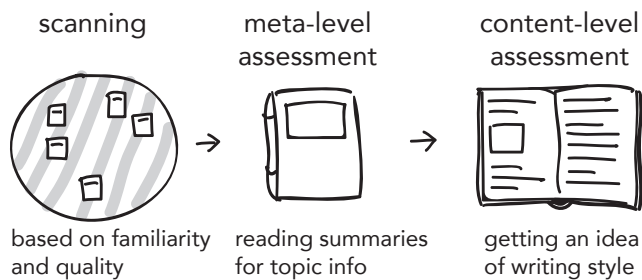 scanning
meta-level
assessment
content-level
assessment
based on familiarity
and quality
reading summaries
for topic info
getting an idea
of writing style